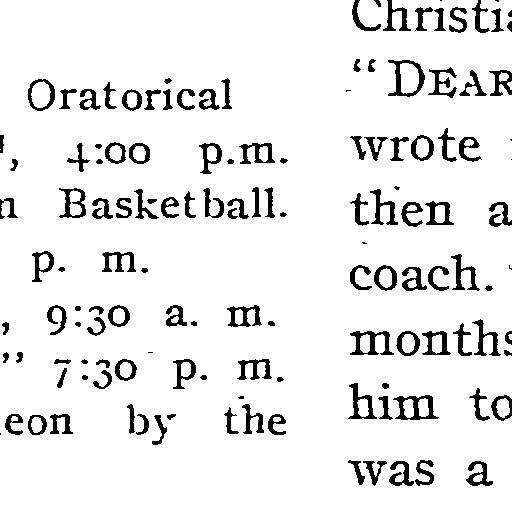 Oratorical
, 4:00 p.m.
n Basketball.
p. m.
, 9:30 a. m.
” 7:30 p. m.
eon by the
Christi
“DEAR
wrote
then a
coach.
months
him to
was a